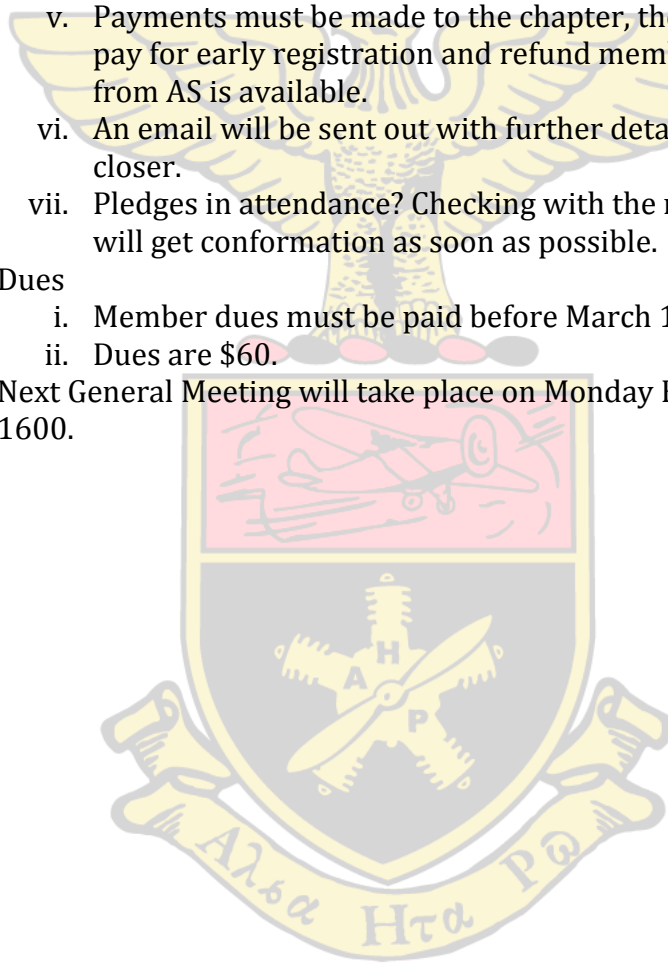 v. Payments must be made to the chapter, th
pay for early registration and refund mem
from AS is available.
vi. An email will be sent out with further deta
closer.
vii. Pledges in attendance? Checking with the
will get conformation as soon as possible.
Dues
i. Member dues must be paid before March 1
ii. Dues are $60.
Next General Meeting will take place on Monday
1600.
H
A
P
Αλφα Ητα Ρω